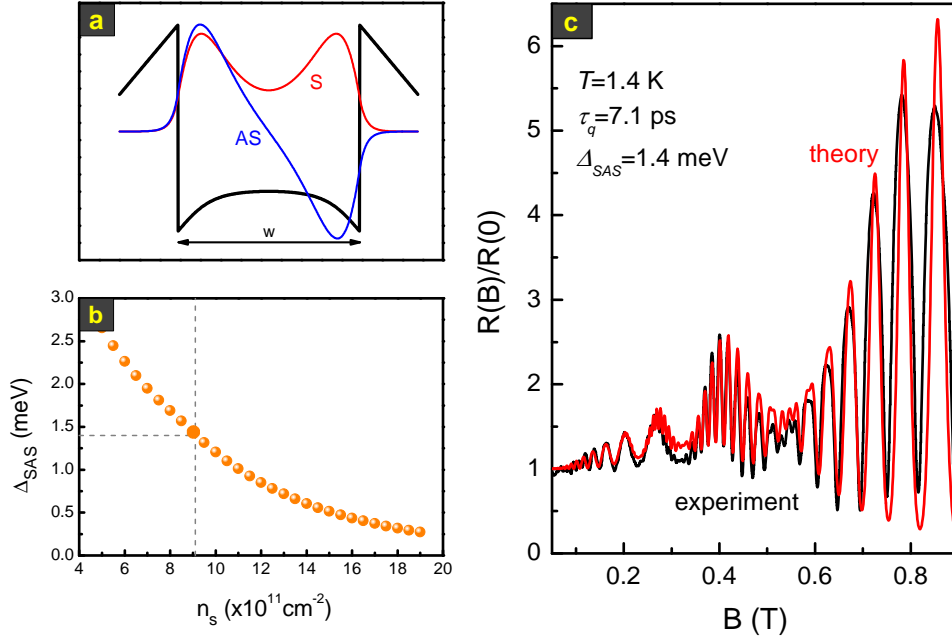 a
S
AS
w
b
3.0
2.5
2.0
1.5
1.0
0.5
0.0
Δ_SAS (meV)
4 6 8 10 12 14 16 18 20
n_s (x10^11 cm^-2)
c
T=1.4 K
τ_q=7.1 ps
Δ_SAS=1.4 meV
theory
experiment
6
5
4
3
2
1
0
R(B)/R(0)
0.2 0.4 0.6 0.8
B (T)